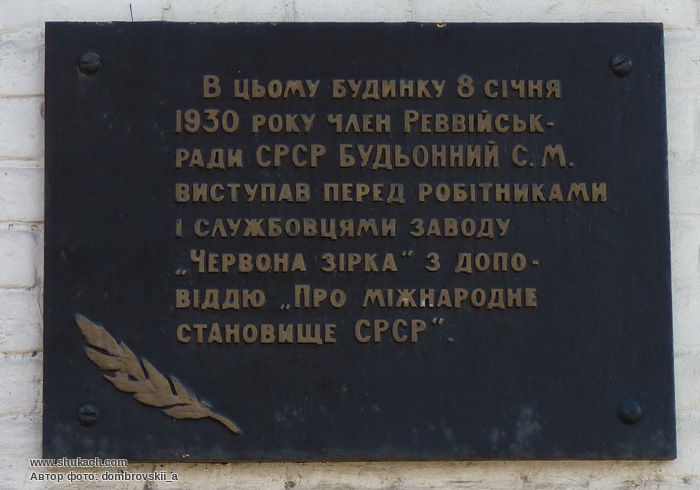 В цьому будинку 8 січня
1930 року член Реввійськ-
ради СРСР БУДЬОННИЙ С. М.
виступав перед робітниками
і службовцями заводу
„Червона зірка“ з допо-
віддю „Про міжнародне
становище СРСР“.
www.shukach.com
Автор фото: dombrovskii_a